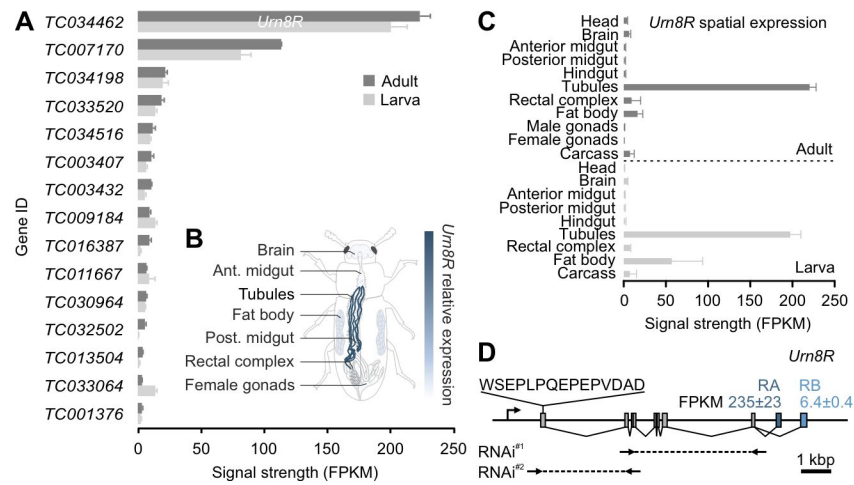 A
Gene ID
TC034462
TC007170
TC034198
TC033520
TC034516
TC003407
TC003432
TC009184
TC016387
TC011667
TC030964
TC032502
TC013504
TC033064
TC001376
Urn8R
Adult
Larva
0 50 100 150 200 250
Signal strength (FPKM)
B
Brain
Ant. midgut
Tubules
Fat body
Post. midgut
Rectal complex
Female gonads
Urn8R relative expression
C
Urn8R spatial expression
Head
Brain
Anterior midgut
Posterior midgut
Hindgut
Tubules
Rectal complex
Fat body
Male gonads
Female gonads
Carcass
Adult
Head
Brain
Anterior midgut
Posterior midgut
Hindgut
Tubules
Rectal complex
Fat body
Carcass
Larva
0 50 100 150 200 250
Signal strength (FPKM)
D
Urn8R
WSEPLPQEPEPVDAD
RA RB
FPKM 235±23 6.4±0.4
RNAi#1
RNAi#2
1 kbp